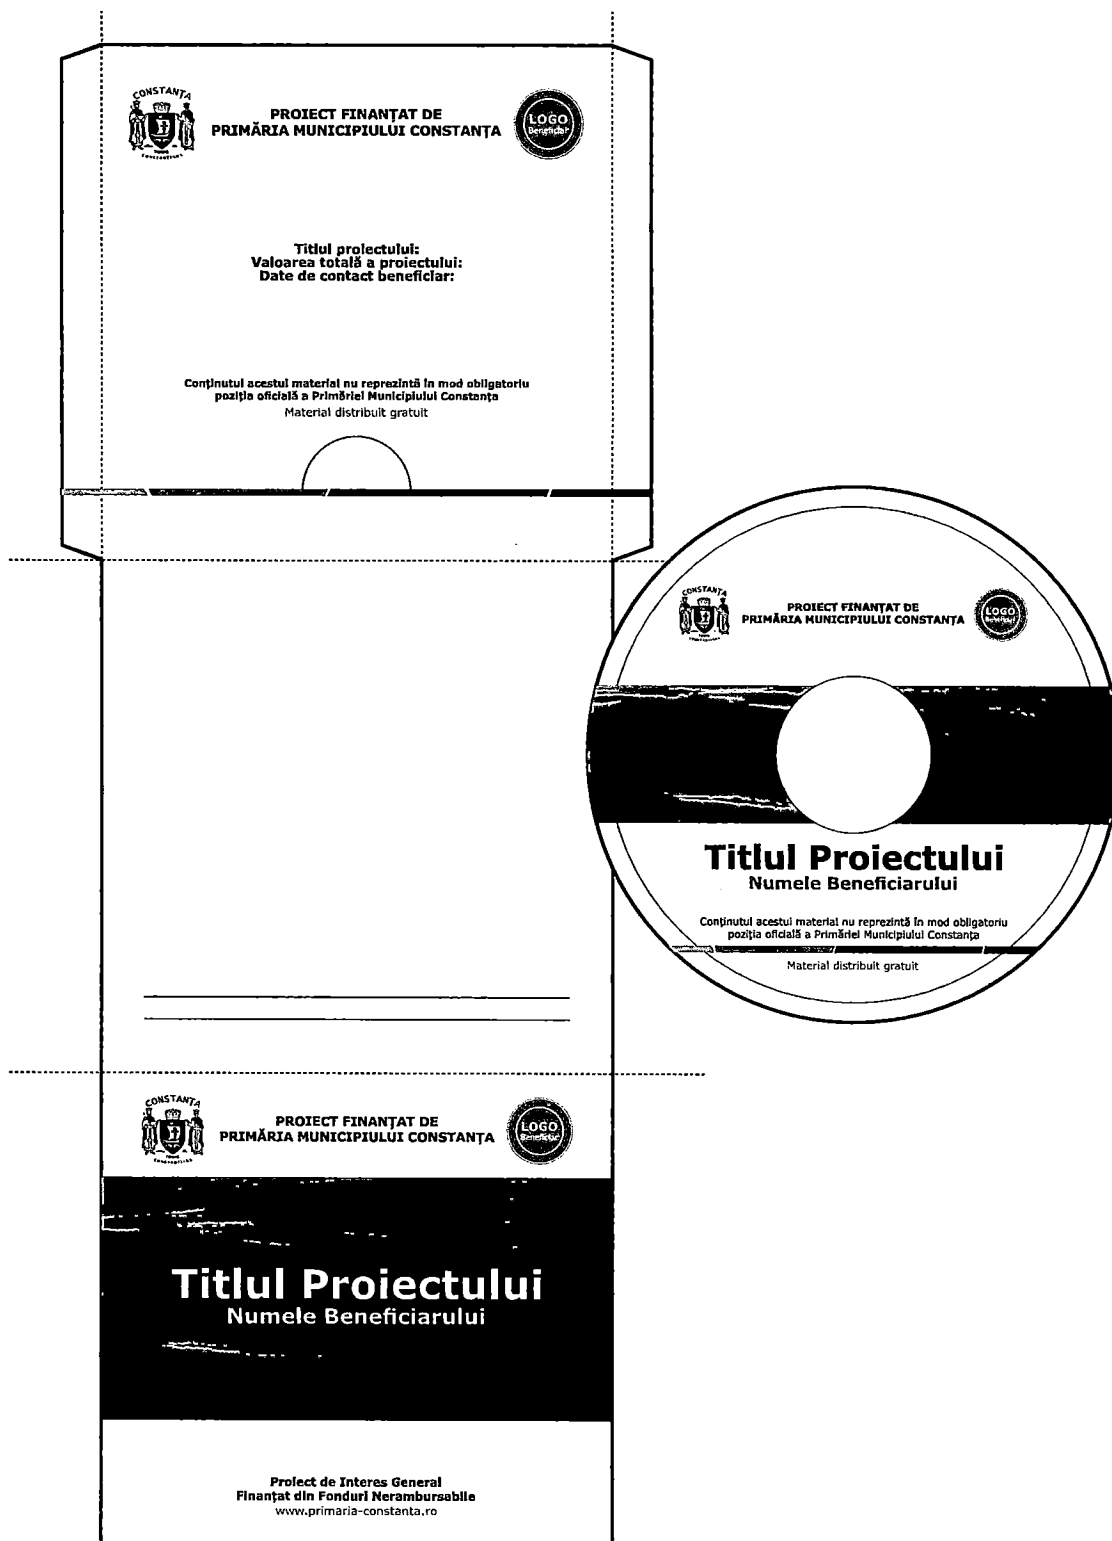 CONSTANȚA
PROIECT FINANȚAT DE
PRIMĂRIA MUNICIPIULUI CONSTANȚA
LOGO
Beneficiar
Titlul proiectului:
Valoarea totală a proiectului:
Date de contact beneficiar:
Conținutul acestui material nu reprezintă în mod obligatoriu
poziția oficială a Primăriei Municipiului Constanța
Material distribuit gratuit
CONSTANȚA
PROIECT FINANȚAT DE
PRIMĂRIA MUNICIPIULUI CONSTANȚA
LOGO
Beneficiar
Titlul Proiectului
Numele Beneficiarului
Conținutul acestui material nu reprezintă în mod obligatoriu
poziția oficială a Primăriei Municipiului Constanța
Material distribuit gratuit
CONSTANȚA
PROIECT FINANȚAT DE
PRIMĂRIA MUNICIPIULUI CONSTANȚA
LOGO
Beneficiar
Titlul Proiectului
Numele Beneficiarului
Proiect de Interes General
Finanțat din Fonduri Nerambursabile
www.primaria-constanta.ro